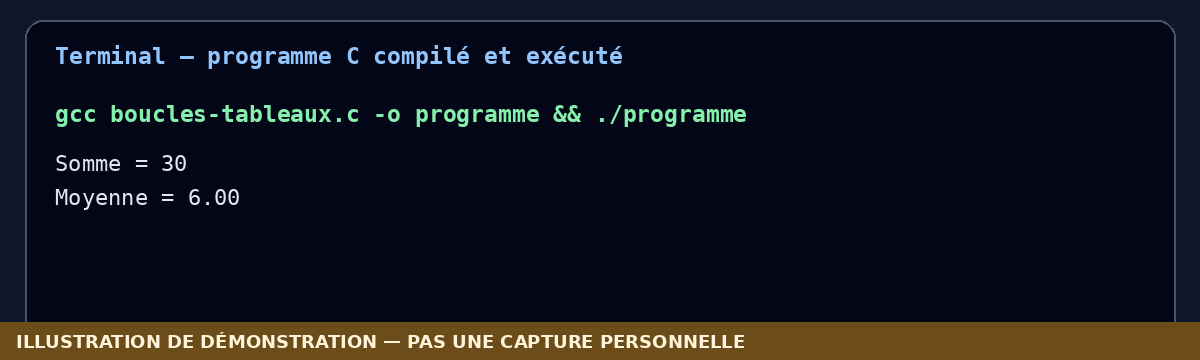 Terminal — programme C compilé et exécuté
gcc boucles-tableaux.c -o programme && ./programme
Somme = 30
Moyenne = 6.00
ILLUSTRATION DE DÉMONSTRATION — PAS UNE CAPTURE PERSONNELLE